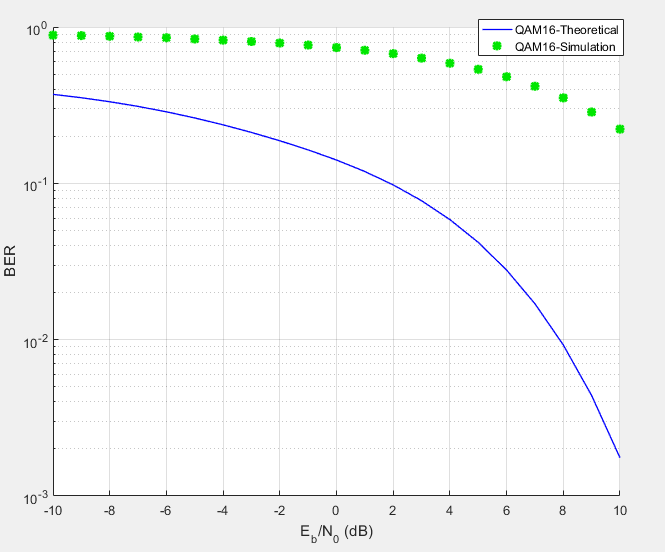 QAM16-Theoretical
QAM16-Simulation
10^0
10^-1
10^-2
10^-3
BER
-10 -8 -6 -4 -2 0 2 4 6 8 10
E_b/N_0 (dB)